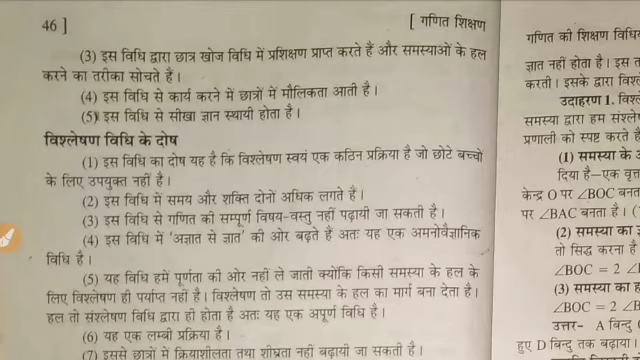 46 ]
[ गणित शिक्षण
(3) इस विधि द्वारा छात्र खोज विधि में प्रशिक्षण प्राप्त करते हैं और समस्याओं के हल
करने का तरीका सोचते हैं।
(4) इस विधि से कार्य करने में छात्रों में मौलिकता आती है।
(5) इस विधि से सीखा ज्ञान स्थायी होता है।
विश्लेषण विधि के दोष
(1) इस विधि का दोष यह है कि विश्लेषण स्वयं एक कठिन प्रक्रिया है जो छोटे बच्चों
के लिए उपयुक्त नहीं है।
(2) इस विधि में समय और शक्ति दोनों अधिक लगते हैं।
(3) इस विधि से गणित की सम्पूर्ण विषय-वस्तु नहीं पढ़ायी जा सकती है।
(4) इस विधि में 'अज्ञात से ज्ञात' की ओर बढ़ते हैं अतः यह एक अमनोवैज्ञानिक
विधि है।
(5) यह विधि हमें पूर्णता की ओर नहीं ले जाती क्योंकि किसी समस्या के हल के
लिए विश्लेषण ही पर्याप्त नहीं है। विश्लेषण तो उस समस्या के हल का मार्ग बना देता है।
हल तो संश्लेषण विधि द्वारा ही होता है अतः यह एक अपूर्ण विधि है।
(6) यह एक लम्बी प्रक्रिया है।
(7) इससे छात्रों में क्रियाशीलता तथा शीघ्रता नहीं बढ़ायी जा सकती है।
गणित की शिक्षण
ज्ञात नहीं होता है। इस
करती। इसके द्वारा
उदाहरण 1.
समस्या द्वारा हम
प्रणाली को स्पष्ट करते
(1) समस्या के
दिया है—एक
केन्द्र O पर ∠BOC
पर ∠BAC बनता है।
(2) समस्या का
तो सिद्ध करना है
∠BOC = 2
(3) समस्या का
∠BOC = 2
उत्तर- A बिन्दु
हुए D बिन्दु तक बढ़ाया।